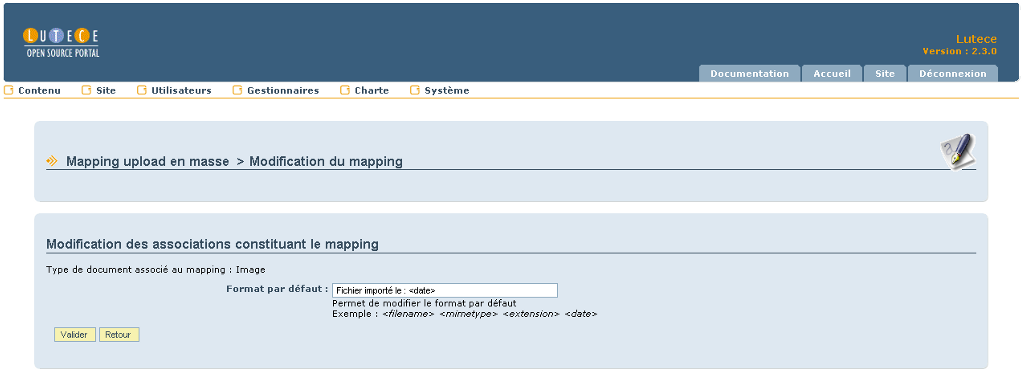 LUTECE
OPEN SOURCE PORTAL
Lutece
Version : 2.3.0
Documentation Accueil Site Déconnexion
Contenu Site Utilisateurs Gestionnaires Charte Système
Mapping upload en masse > Modification du mapping
Modification des associations constituant le mapping
Type de document associé au mapping : Image
Format par défaut : Fichier importé le : <date>
Permet de modifier le format par défaut
Exemple : <filename> <mimetype> <extension> <date>
Valider Retour